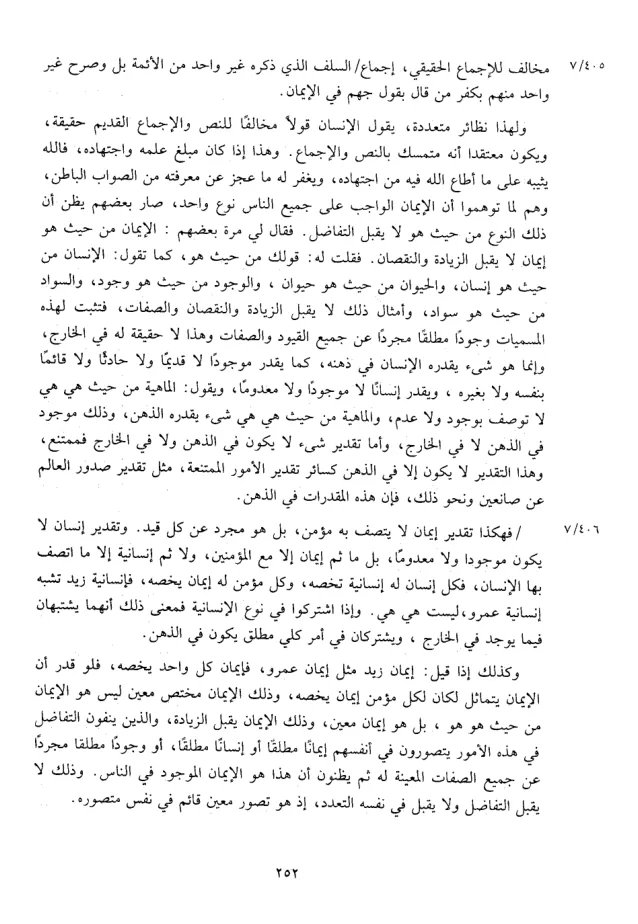 ٧/٤٠٥ مخالف للإجماع الحقيقي، إجماع/ السلف الذي ذكره غير واحد من الأئمة بل وصرح غير
واحد منهم بكفر من قال بقول جهم في الإيمان.
ولهذا نظائر متعددة، يقول الإنسان قولاً مخالفًا للنص والإجماع القديم حقيقة،
ويكون معتقدا أنه متمسك بالنص والإجماع. وهذا إذا كان مبلغ علمه واجتهاده، فالله
يثيبه على ما أطاع الله فيه من اجتهاده، ويغفر له ما عجز عن معرفته من الصواب الباطن،
وهم لما توهموا أن الإيمان الواجب على جميع الناس نوع واحد، صار بعضهم يظن أن
ذلك النوع من حيث هو لا يقبل التفاضل. فقال لي مرة بعضهم : الإيمان من حيث هو
إيمان لا يقبل الزيادة والنقصان. فقلت له: قولك من حيث هو، كما تقول: الإنسان من
حيث هو إنسان، والحيوان من حيث هو حيوان ، والوجود من حيث هو وجود، والسواد
من حيث هو سواد، وأمثال ذلك لا يقبل الزيادة والنقصان والصفات، فتثبت لهذه
المسميات وجودًا مطلقًا مجردًا عن جميع القيود والصفات وهذا لا حقيقة له في الخارج،
وإنما هو شىء يقدره الإنسان في ذهنه، كما يقدر موجودًا لا قديمًا ولا حادثًا ولا قائمًا
بنفسه ولا بغيره ، ويقدر إنسانًا لا موجودًا ولا معدومًا، ويقول: الماهية من حيث هي هي
لا توصف بوجود ولا عدم، والماهية من حيث هي هي شىء يقدره الذهن، وذلك موجود
في الذهن لا في الخارج، وأما تقدير شىء لا يكون في الذهن ولا في الخارج فممتنع،
وهذا التقدير لا يكون إلا في الذهن كسائر تقدير الأمور الممتنعة، مثل تقدير صدور العالم
عن صانعين ونحو ذلك، فإن هذه المقدرات في الذهن.
٧/٤٠٦ / فهكذا تقدير إيمان لا يتصف به مؤمن، بل هو مجرد عن كل قيد. وتقدير إنسان لا
يكون موجودا ولا معدومًا، بل ما ثم إيمان إلا مع المؤمنين، ولا ثم إنسانية إلا ما اتصف
بها الإنسان، فكل إنسان له إنسانية تخصه، وكل مؤمن له إيمان يخصه، فإنسانية زيد تشبه
إنسانية عمرو،ليست هي هي. وإذا اشتركوا في نوع الإنسانية فمعنى ذلك أنهما يشتبهان
فيما يوجد في الخارج ، ويشتركان في أمر كلي مطلق يكون في الذهن.
وكذلك إذا قيل: إيمان زيد مثل إيمان عمرو، فإيمان كل واحد يخصه، فلو قدر أن
الإيمان يتماثل لكان لكل مؤمن إيمان يخصه، وذلك الإيمان مختص معين ليس هو الإيمان
من حيث هو هو ، بل هو إيمان معين، وذلك الإيمان يقبل الزيادة، والذين ينفون التفاضل
في هذه الأمور يتصورون في أنفسهم إيمانًا مطلقًا أو إنسانًا مطلقًا، أو وجودًا مطلقا مجردًا
عن جميع الصفات المعينة له ثم يظنون أن هذا هو الإيمان الموجود في الناس. وذلك لا
يقبل التفاضل ولا يقبل في نفسه التعدد، إذ هو تصور معين قائم في نفس متصوره.
٢٥٢